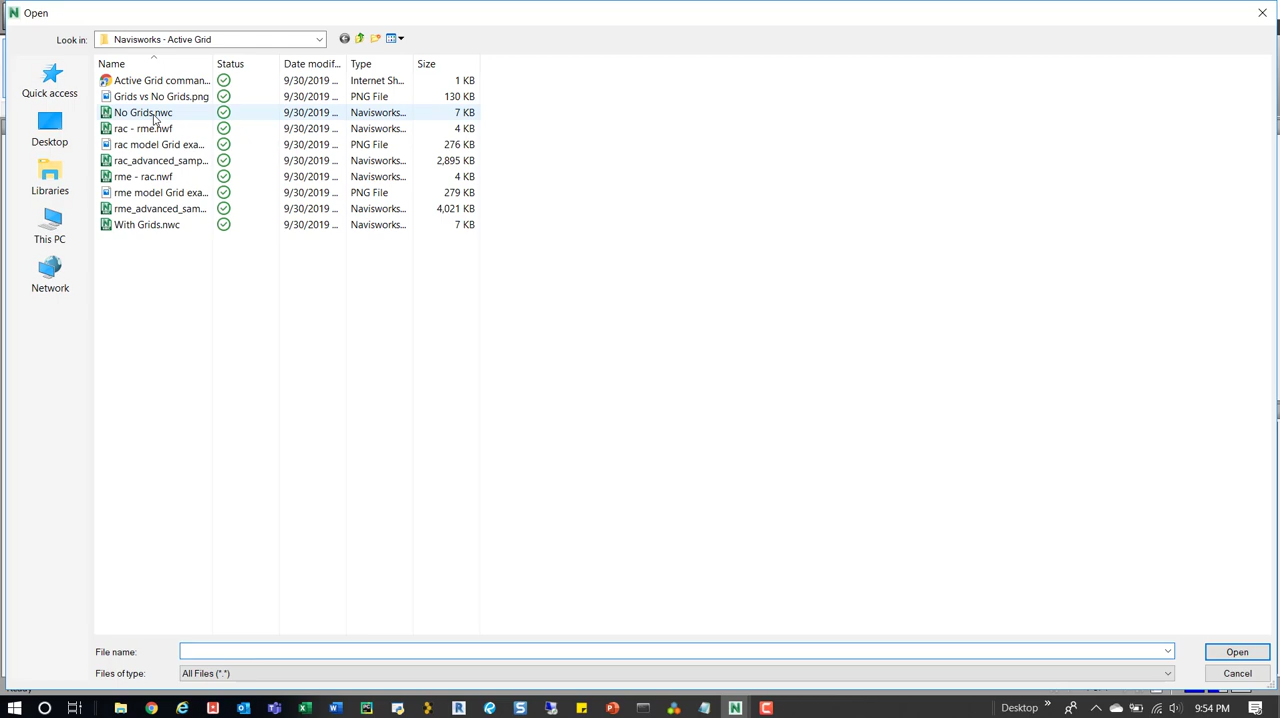 Open
Look in: Navisworks - Active Grid
Name Status Date modif... Type Size
Active Grid comman... 9/30/2019 ... Internet Sh... 1 KB
Grids vs No Grids.png 9/30/2019 ... PNG File 130 KB
No Grids.nwc 9/30/2019 ... Navisworks... 7 KB
rac - rme.nwf 9/30/2019 ... Navisworks... 4 KB
rac model Grid exa... 9/30/2019 ... PNG File 276 KB
rac_advanced_samp... 9/30/2019 ... Navisworks... 2,895 KB
rme - rac.nwf 9/30/2019 ... Navisworks... 4 KB
rme model Grid exa... 9/30/2019 ... PNG File 279 KB
rme_advanced_sam... 9/30/2019 ... Navisworks... 4,021 KB
With Grids.nwc 9/30/2019 ... Navisworks... 7 KB
Quick access
Desktop
Libraries
This PC
Network
File name: Open
Files of type: All Files (*.*) Cancel
Desktop 9:54 PM